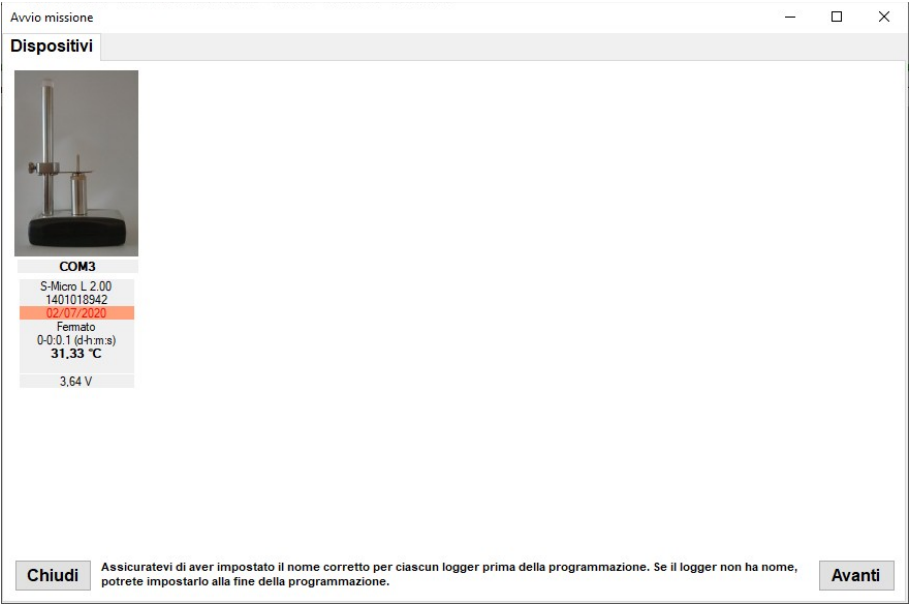 Avvio missione
Dispositivi
COM3
S-Micro L 2.00
1401018942
02/07/2020
Fermato
0-0:0.1 (d-h:m:s)
31,33 °C
3,64 V
Chiudi
Assicuratevi di aver impostato il nome corretto per ciascun logger prima della programmazione. Se il logger non ha nome,
potrete impostarlo alla fine della programmazione.
Avanti